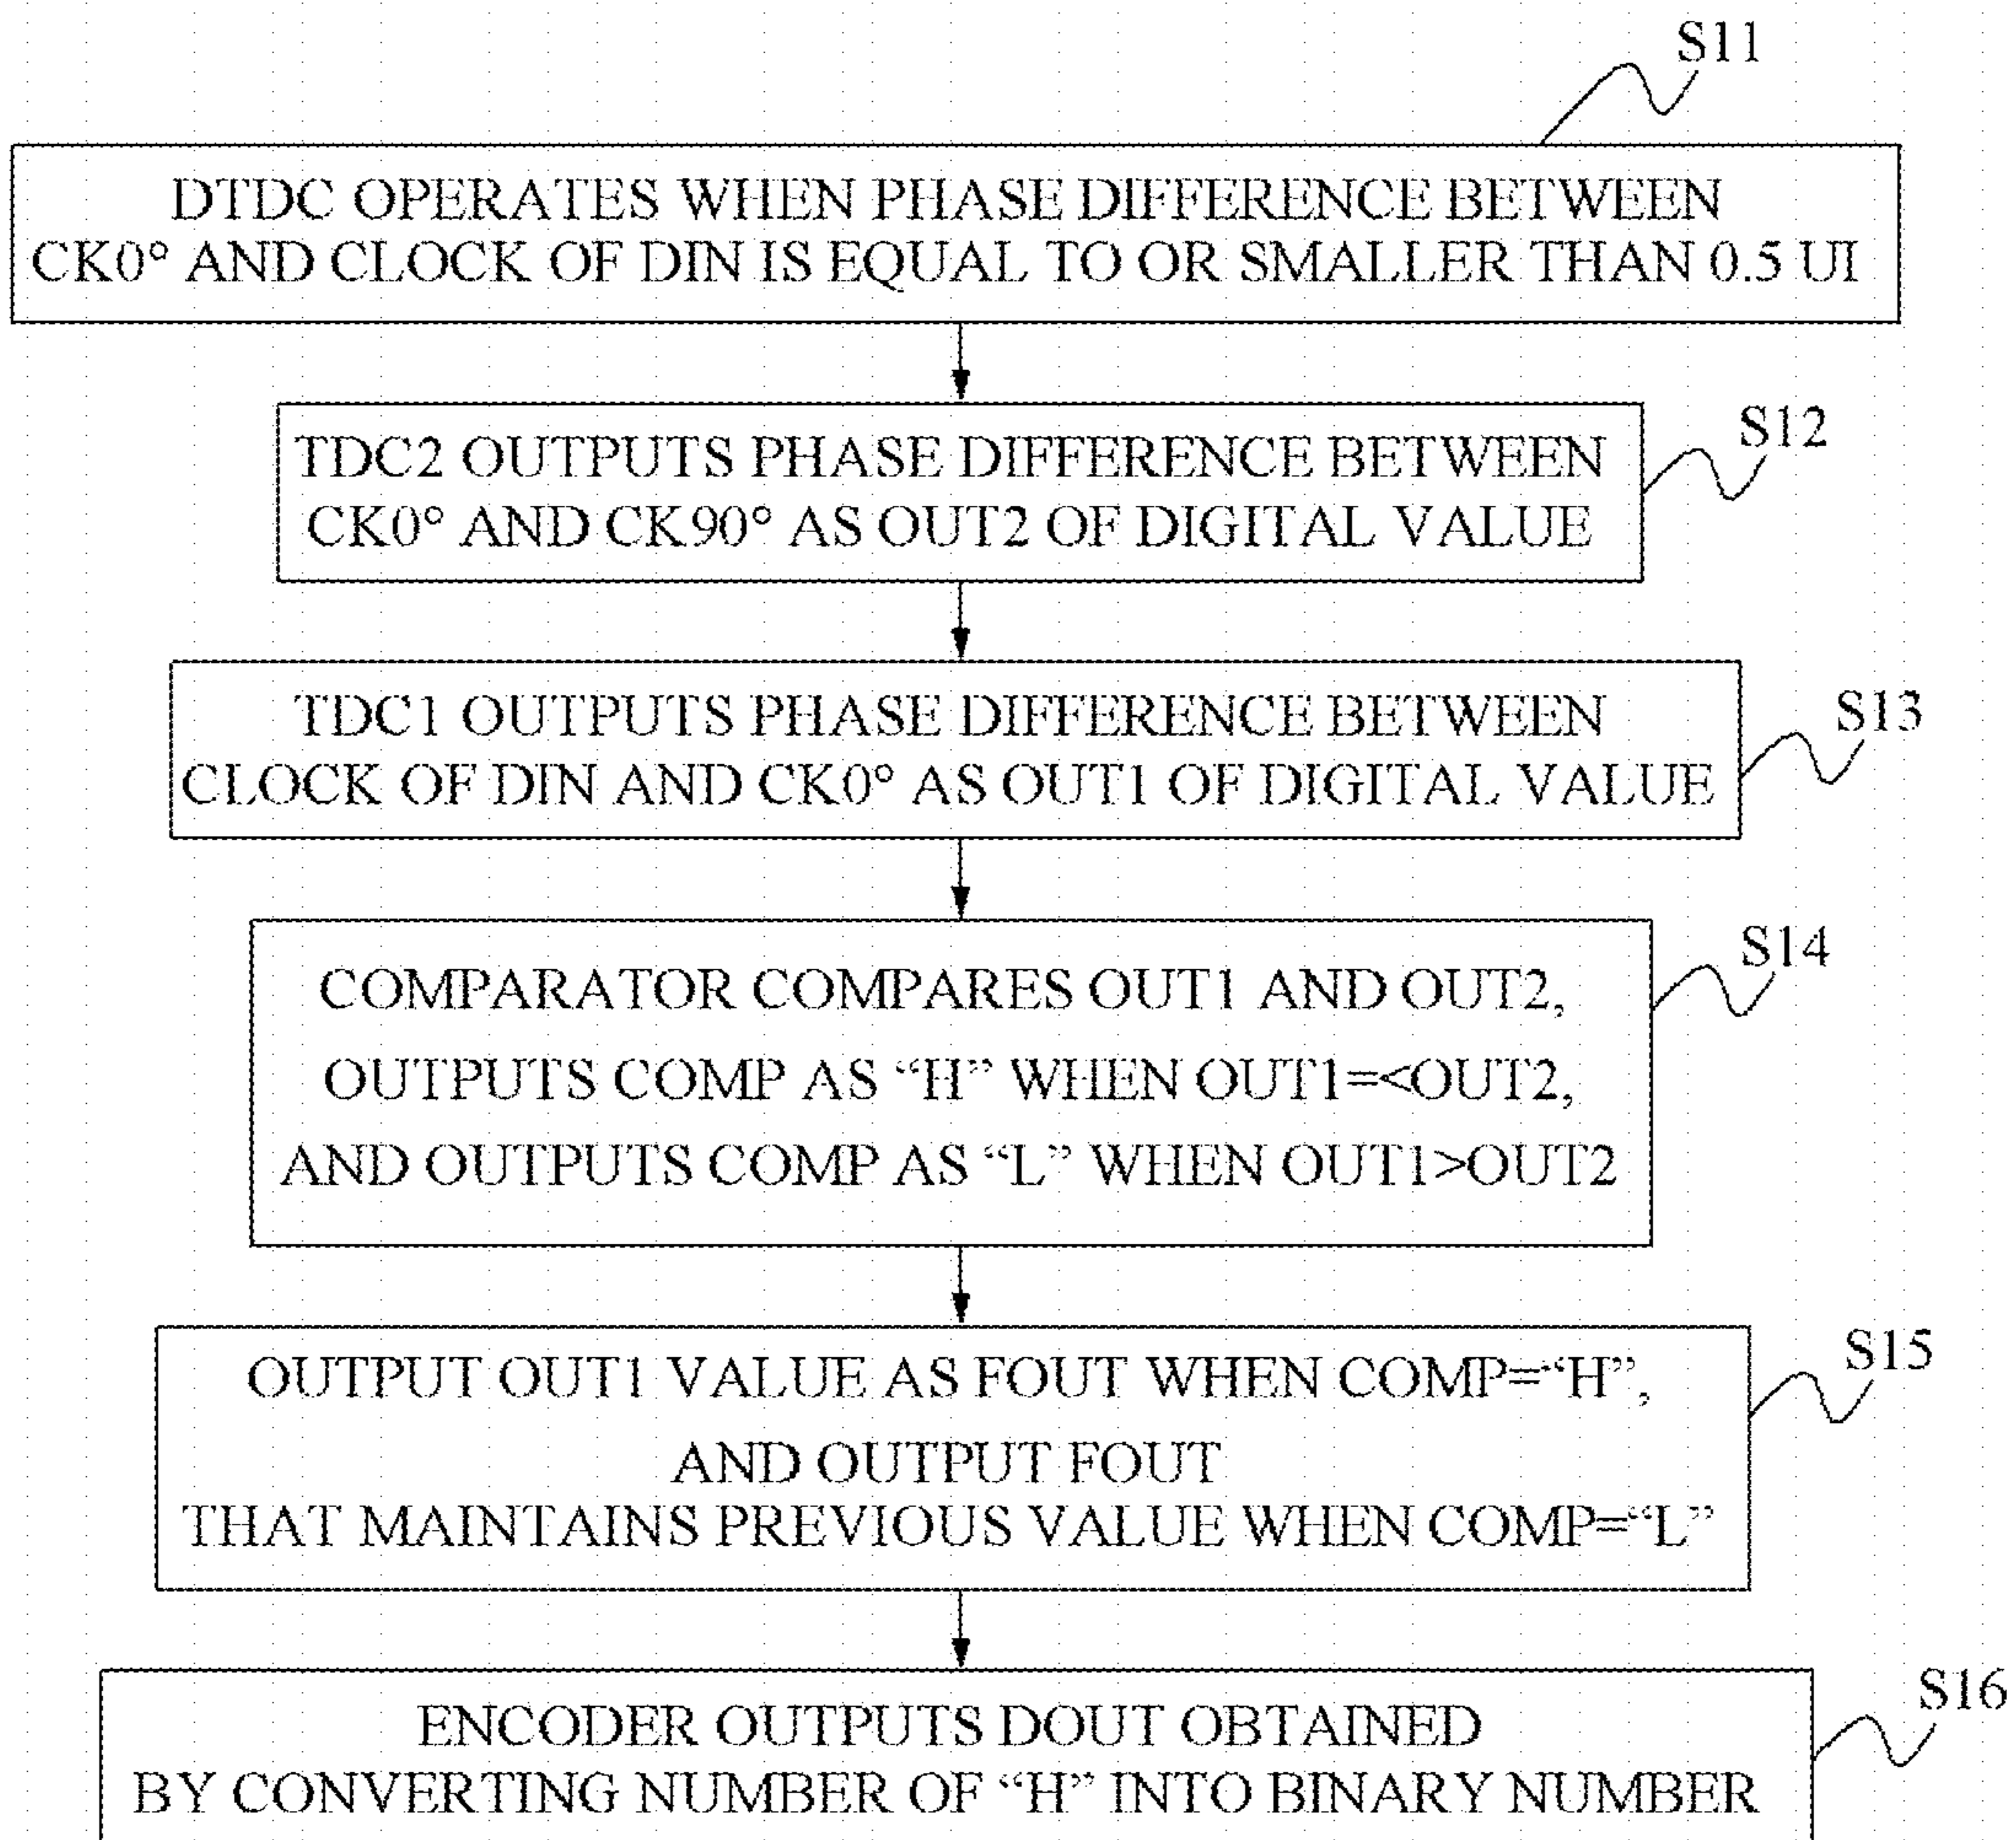 S11
DTDC OPERATES WHEN PHASE DIFFERENCE BETWEEN
CK0° AND CLOCK OF DIN IS EQUAL TO OR SMALLER THAN 0.5 UI
S12
TDC2 OUTPUTS PHASE DIFFERENCE BETWEEN
CK0° AND CK90° AS OUT2 OF DIGITAL VALUE
S13
TDC1 OUTPUTS PHASE DIFFERENCE BETWEEN
CLOCK OF DIN AND CK0° AS OUT1 OF DIGITAL VALUE
S14
COMPARATOR COMPARES OUT1 AND OUT2,
OUTPUTS COMP AS “H” WHEN OUT1=<OUT2,
AND OUTPUTS COMP AS “L” WHEN OUT1>OUT2
S15
OUTPUT OUT1 VALUE AS FOUT WHEN COMP=“H”,
AND OUTPUT FOUT
THAT MAINTAINS PREVIOUS VALUE WHEN COMP=“L”
S16
ENCODER OUTPUTS DOUT OBTAINED
BY CONVERTING NUMBER OF “H” INTO BINARY NUMBER